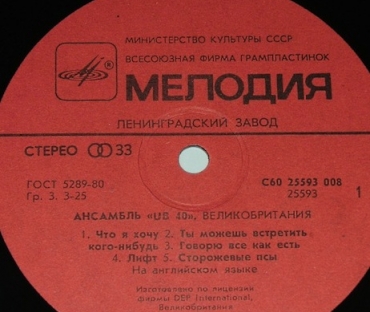 МИНИСТЕРСТВО КУЛЬТУРЫ СССР
ВСЕСОЮЗНАЯ ФИРМА ГРАМПЛАСТИНОК
® МЕЛОДИЯ
ЛЕНИНГРАДСКИЙ ЗАВОД
СТЕРЕО 33
ГОСТ 5289-80
Гр. 3. 3-25
С60 25593 008
25593
1
АНСАМБЛЬ «UB 40», ВЕЛИКОБРИТАНИЯ
1. Что я хочу 2. Ты можешь встретить
кого-нибудь 3. Говорю все как есть
4. Лифт 5. Сторожевые псы
На английском языке
Изготовлено по лицензии
фирмы DEP International,
Великобритания